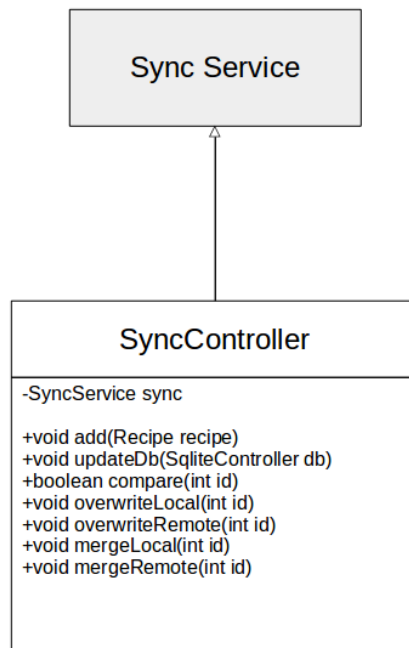 Sync Service
SyncController
-SyncService sync
+void add(Recipe recipe)
+void updateDb(SqliteController db)
+boolean compare(int id)
+void overwriteLocal(int id)
+void overwriteRemote(int id)
+void mergeLocal(int id)
+void mergeRemote(int id)